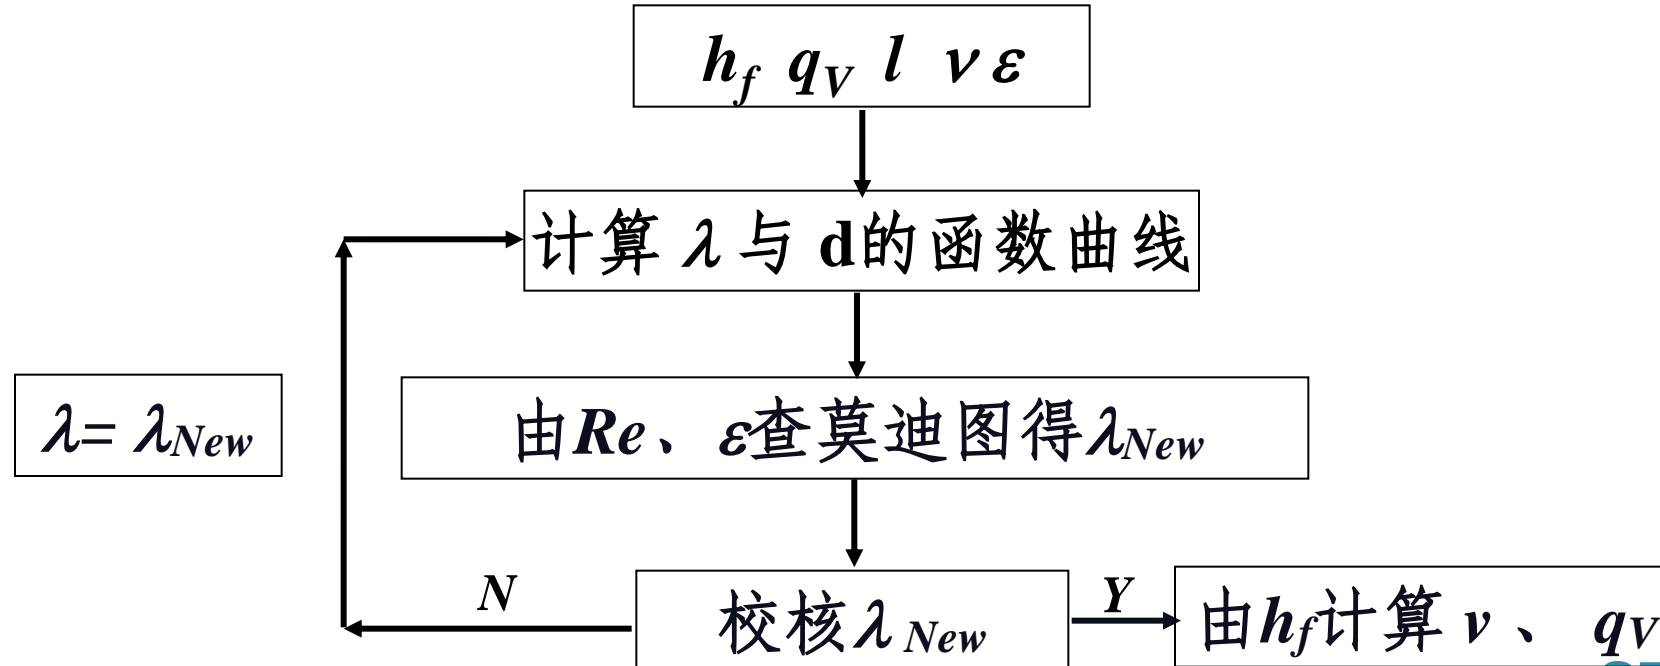 h_f q_V l ν ε
计算 λ 与 d的函数曲线
λ= λ_New
由Re、ε查莫迪图得λ_New
N
校核λ_New
Y
由h_f计算 v 、 q_V